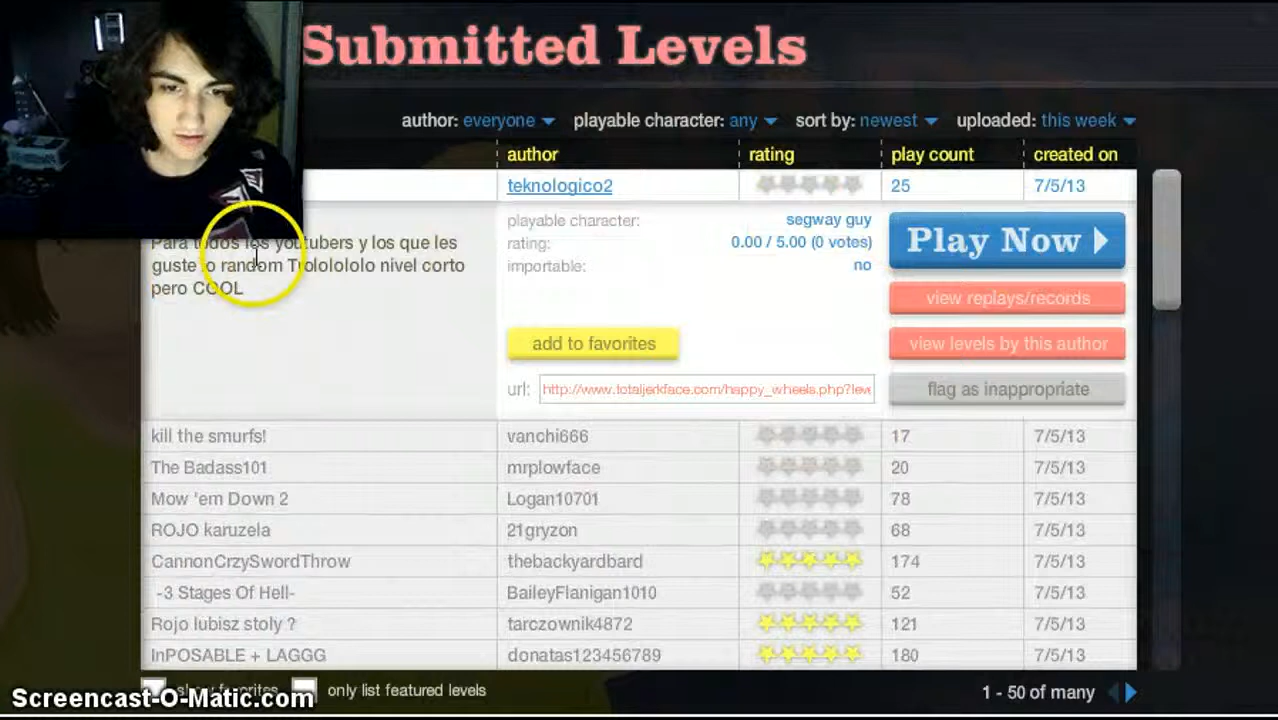 Submitted Levels
author: everyone playable character: any sort by: newest uploaded: this week
author rating play count created on
teknologico2 25 7/5/13
Para todos los youtubers y los que les
guste lo random Trolololololo nivel corto
pero COOL
playable character: segway guy
rating: 0.00 / 5.00 (0 votes)
importable: no
Play Now
view replays/records
add to favorites
view levels by this author
url: http://www.totaljerkface.com/happy_wheels.php?leve
flag as inappropriate
kill the smurfs! vanchi666 17 7/5/13
The Badass101 mrplowface 20 7/5/13
Mow 'em Down 2 Logan10701 78 7/5/13
ROJO karuzela 21gryzon 68 7/5/13
CannonCrzySwordThrow thebackyardbard 174 7/5/13
-3 Stages Of Hell- BaileyFlanigan1010 52 7/5/13
Rojo lubisz stoly ? tarczownik4872 121 7/5/13
InPOSABLE + LAGGG donatas123456789 180 7/5/13
show favorites only list featured levels 1 - 50 of many
Screencast-O-Matic.com